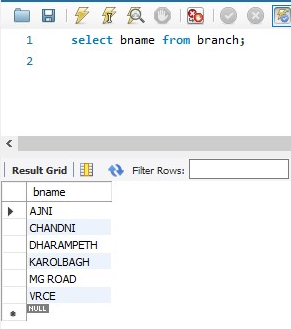 1 select bname from branch;
2
Result Grid Filter Rows:
bname
AJNI
CHANDNI
DHARAMPETH
KAROLBAGH
MG ROAD
VRCE
NULL